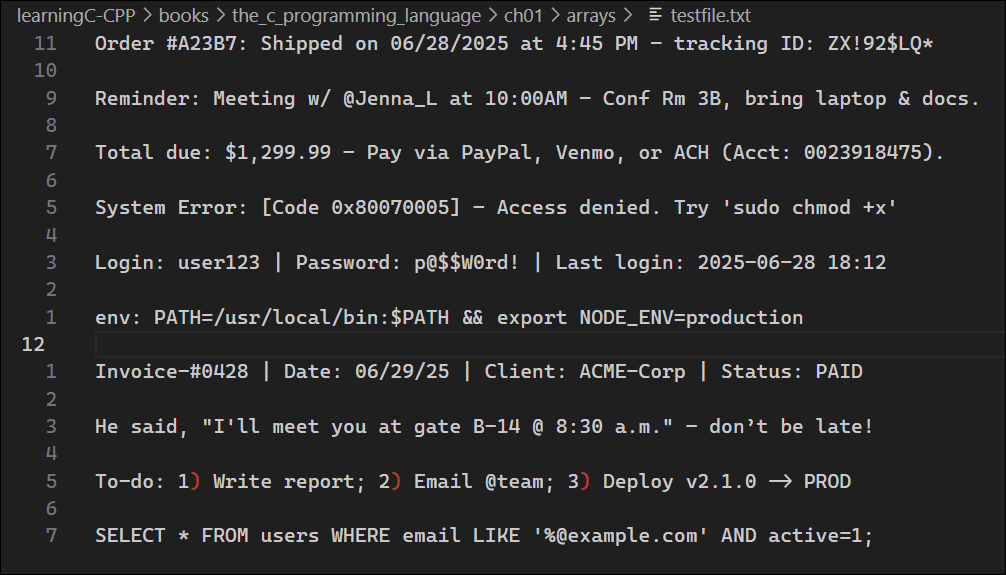 learningC-CPP > books > the_c_programming_language > ch01 > arrays > testfile.txt
11 Order #A23B7: Shipped on 06/28/2025 at 4:45 PM – tracking ID: ZX!92$LQ*
10
9 Reminder: Meeting w/ @Jenna_L at 10:00AM – Conf Rm 3B, bring laptop & docs.
8
7 Total due: $1,299.99 – Pay via PayPal, Venmo, or ACH (Acct: 0023918475).
6
5 System Error: [Code 0x80070005] – Access denied. Try 'sudo chmod +x'
4
3 Login: user123 | Password: p@$$W0rd! | Last login: 2025-06-28 18:12
2
1 env: PATH=/usr/local/bin:$PATH && export NODE_ENV=production
12
1 Invoice-#0428 | Date: 06/29/25 | Client: ACME-Corp | Status: PAID
2
3 He said, "I'll meet you at gate B-14 @ 8:30 a.m." – don’t be late!
4
5 To-do: 1) Write report; 2) Email @team; 3) Deploy v2.1.0 → PROD
6
7 SELECT * FROM users WHERE email LIKE '%@example.com' AND active=1;